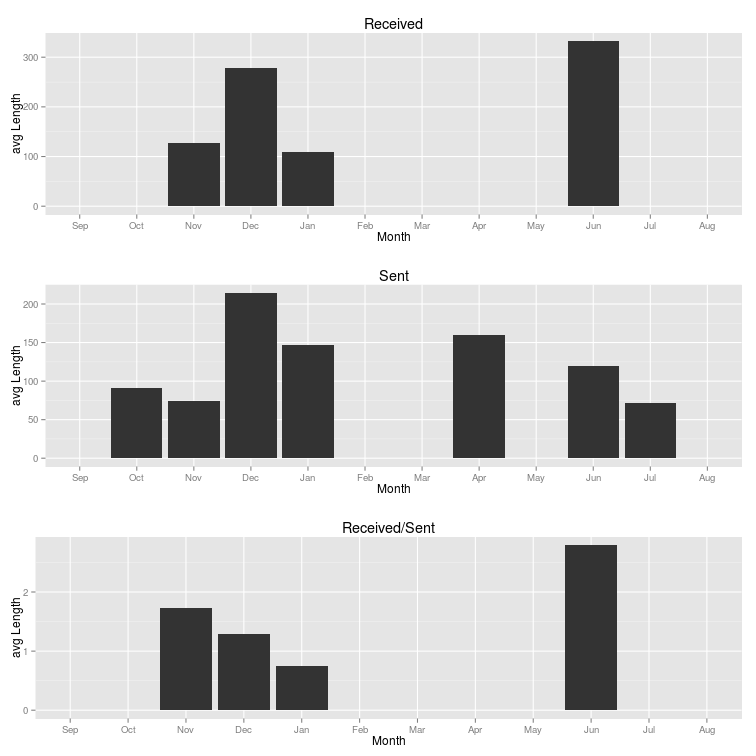 Received
avg Length
300
200
100
0
Sep Oct Nov Dec Jan Feb Mar Apr May Jun Jul Aug
Month
Sent
avg Length
200
150
100
50
0
Sep Oct Nov Dec Jan Feb Mar Apr May Jun Jul Aug
Month
Received/Sent
avg Length
2
1
0
Sep Oct Nov Dec Jan Feb Mar Apr May Jun Jul Aug
Month